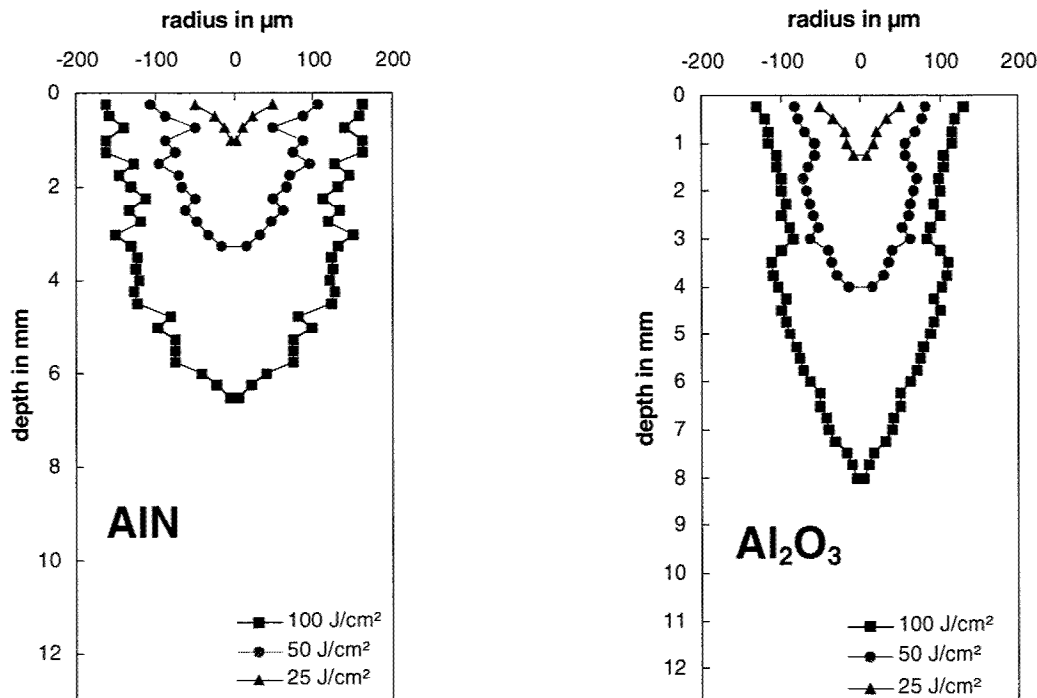 radius in µm
-200 -100 0 100 200
0
2
4
6
8
10
12
depth in mm
AlN
100 J/cm²
50 J/cm²
25 J/cm²
radius in µm
-200 -100 0 100 200
0
1
2
3
4
5
6
7
8
9
10
11
12
depth in mm
Al₂O₃
100 J/cm²
50 J/cm²
25 J/cm²